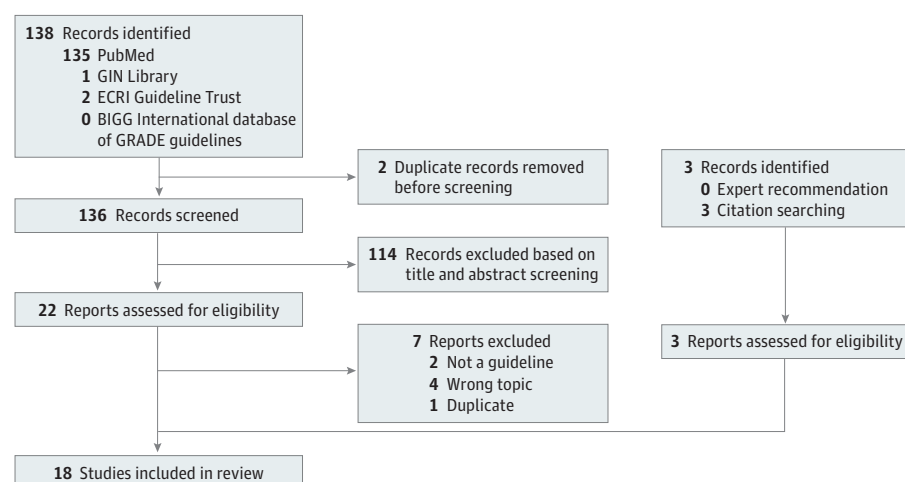 138 Records identified
135 PubMed
1 GIN Library
2 ECRI Guideline Trust
0 BIGG International database
of GRADE guidelines
2 Duplicate records removed
before screening
3 Records identified
0 Expert recommendation
3 Citation searching
136 Records screened
114 Records excluded based on
title and abstract screening
22 Reports assessed for eligibility
7 Reports excluded
2 Not a guideline
4 Wrong topic
1 Duplicate
3 Reports assessed for eligibility
18 Studies included in review